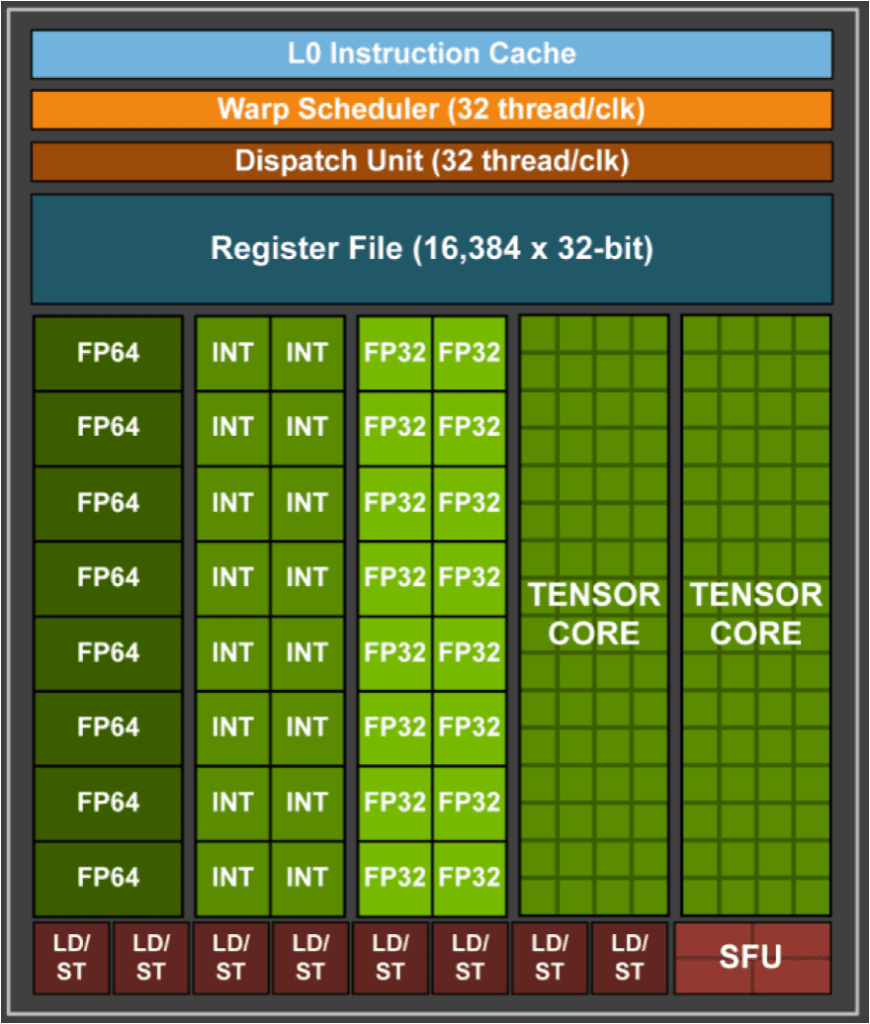 L0 Instruction Cache
Warp Scheduler (32 thread/clk)
Dispatch Unit (32 thread/clk)
Register File (16,384 x 32-bit)
FP64 INT INT FP32 FP32
FP64 INT INT FP32 FP32
FP64 INT INT FP32 FP32
FP64 INT INT FP32 FP32
FP64 INT INT FP32 FP32
FP64 INT INT FP32 FP32
FP64 INT INT FP32 FP32
FP64 INT INT FP32 FP32
TENSOR
CORE
TENSOR
CORE
LD/
ST
LD/
ST
LD/
ST
LD/
ST
LD/
ST
LD/
ST
LD/
ST
LD/
ST
SFU